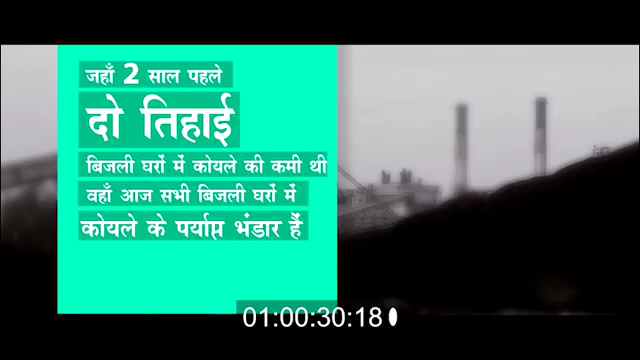 जहाँ 2 साल पहले
दो तिहाई
बिजली घरों में कोयले की कमी थी
वहाँ आज सभी बिजली घरों में
कोयले के पर्याप्त भंडार हैं
01:00:30:18